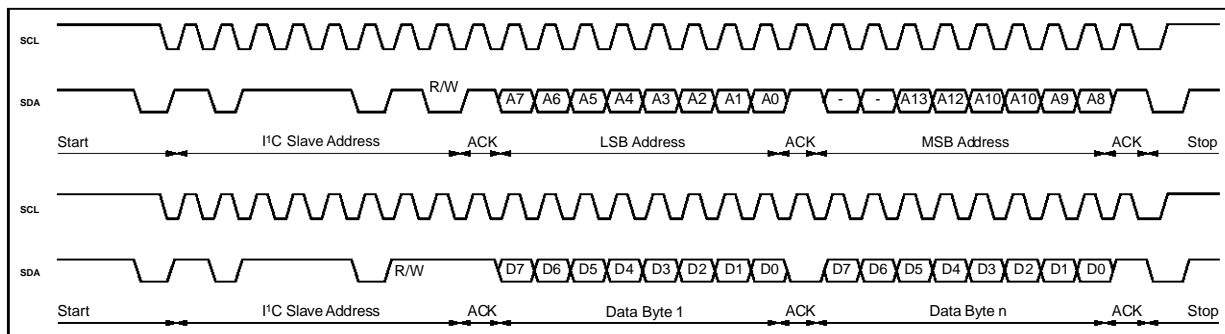 SCL
R/W
SDA A7 A6 A5 A4 A3 A2 A1 A0 - - A13 A12 A10 A10 A9 A8
Start I¹C Slave Address ACK LSB Address ACK MSB Address ACK Stop
SCL
SDA R/W D7 D6 D5 D4 D3 D2 D1 D0 D7 D6 D5 D4 D3 D2 D1 D0
Start I¹C Slave Address ACK Data Byte 1 ACK Data Byte n ACK Stop